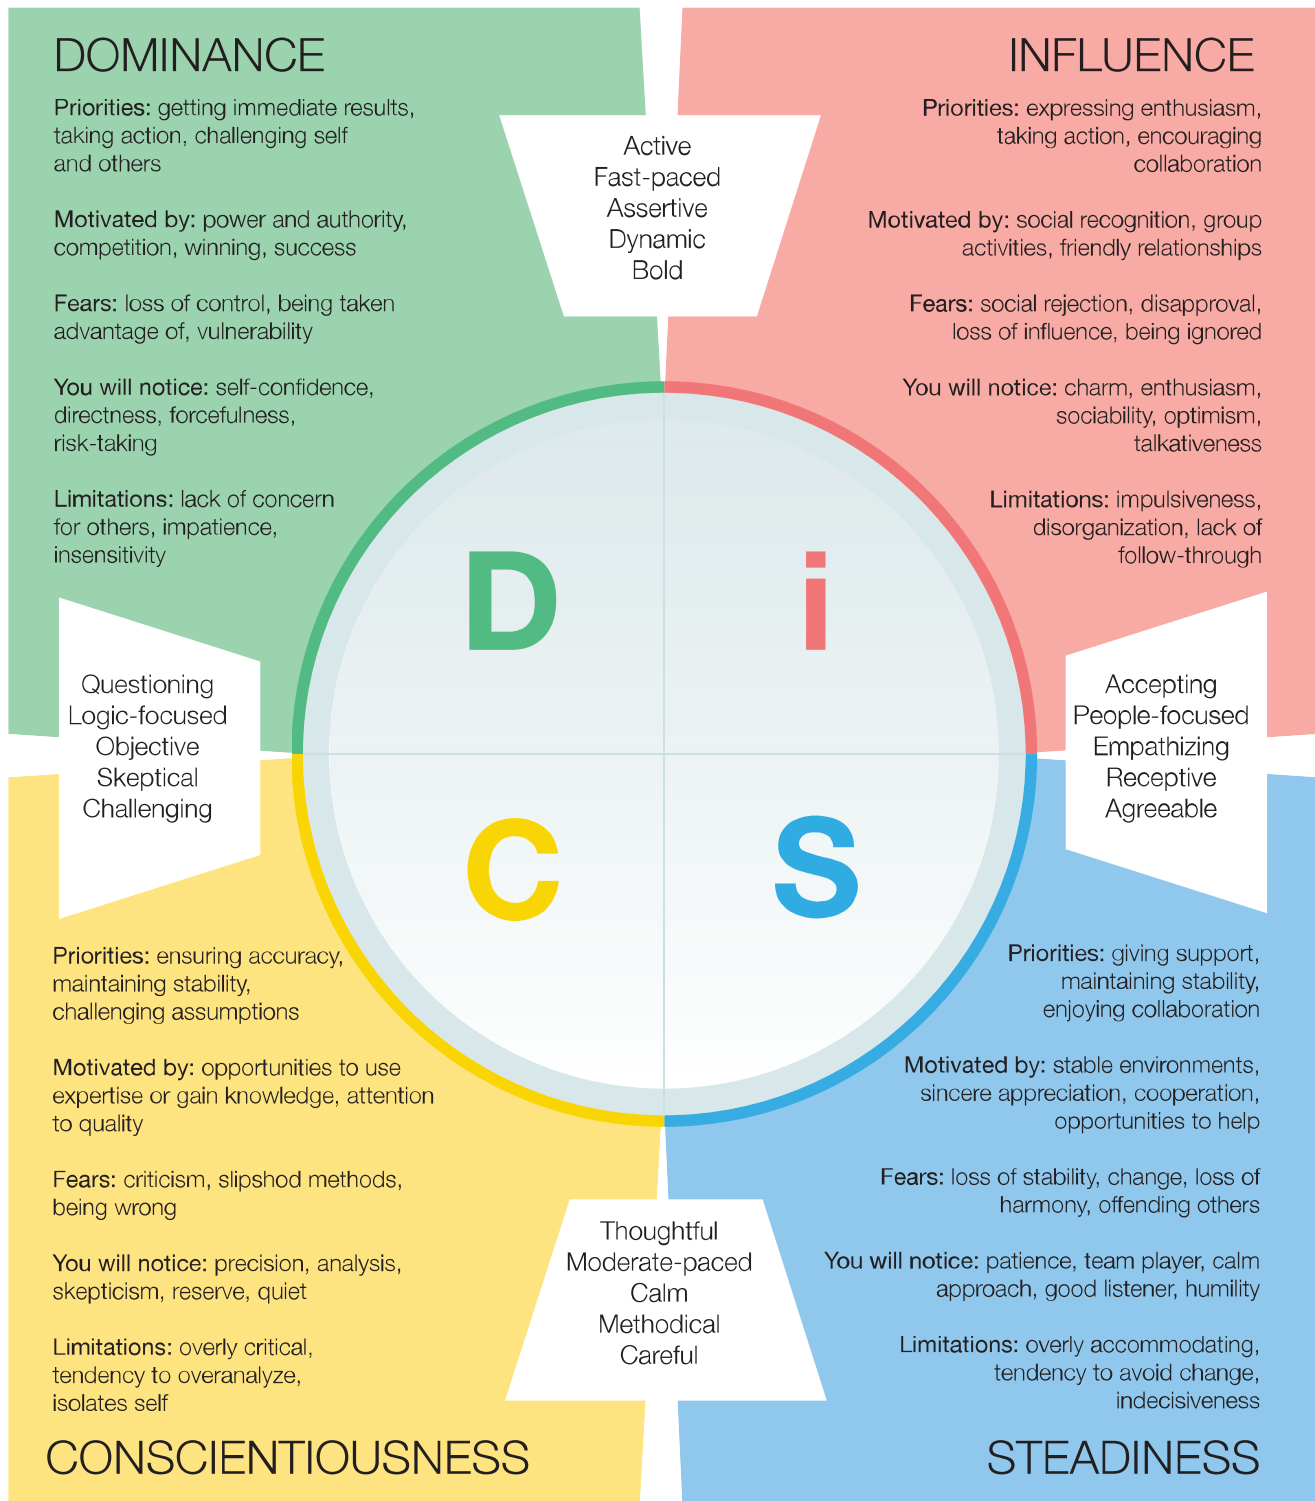 DOMINANCE
Priorities: getting immediate results,
taking action, challenging self
and others
Motivated by: power and authority,
competition, winning, success
Fears: loss of control, being taken
advantage of, vulnerability
You will notice: self-confidence,
directness, forcefulness,
risk-taking
Limitations: lack of concern
for others, impatience,
insensitivity
Active
Fast-paced
Assertive
Dynamic
Bold
INFLUENCE
Priorities: expressing enthusiasm,
taking action, encouraging
collaboration
Motivated by: social recognition, group
activities, friendly relationships
Fears: social rejection, disapproval,
loss of influence, being ignored
You will notice: charm, enthusiasm,
sociability, optimism,
talkativeness
Limitations: impulsiveness,
disorganization, lack of
follow-through
D
i
Questioning
Logic-focused
Objective
Skeptical
Challenging
Accepting
People-focused
Empathizing
Receptive
Agreeable
C
S
Priorities: ensuring accuracy,
maintaining stability,
challenging assumptions
Motivated by: opportunities to use
expertise or gain knowledge, attention
to quality
Fears: criticism, slipshod methods,
being wrong
You will notice: precision, analysis,
skepticism, reserve, quiet
Limitations: overly critical,
tendency to overanalyze,
isolates self
CONSCIENTIOUSNESS
Thoughtful
Moderate-paced
Calm
Methodical
Careful
Priorities: giving support,
maintaining stability,
enjoying collaboration
Motivated by: stable environments,
sincere appreciation, cooperation,
opportunities to help
Fears: loss of stability, change, loss of
harmony, offending others
You will notice: patience, team player, calm
approach, good listener, humility
Limitations: overly accommodating,
tendency to avoid change,
indecisiveness
STEADINESS